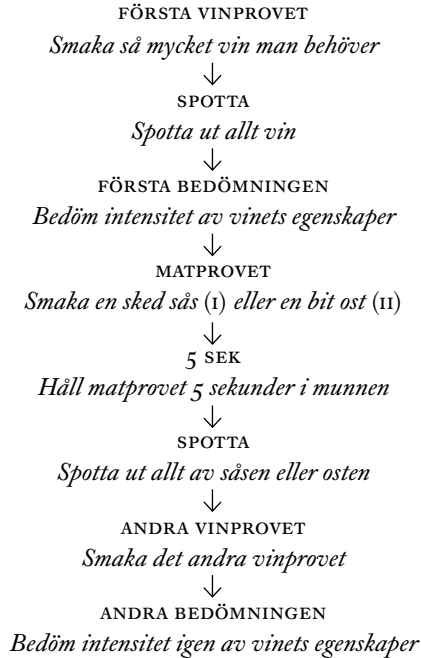 FÖRSTA VINPROVET
Smaka så mycket vin man behöver
↓
SPOTTA
Spotta ut allt vin
↓
FÖRSTA BEDÖMNINGEN
Bedöm intensitet av vinets egenskaper
↓
MATPROVET
Smaka en sked sås (I) eller en bit ost (II)
↓
5 SEK
Håll matprovet 5 sekunder i munnen
↓
SPOTTA
Spotta ut allt av såsen eller osten
↓
ANDRA VINPROVET
Smaka det andra vinprovet
↓
ANDRA BEDÖMNINGEN
Bedöm intensitet igen av vinets egenskaper